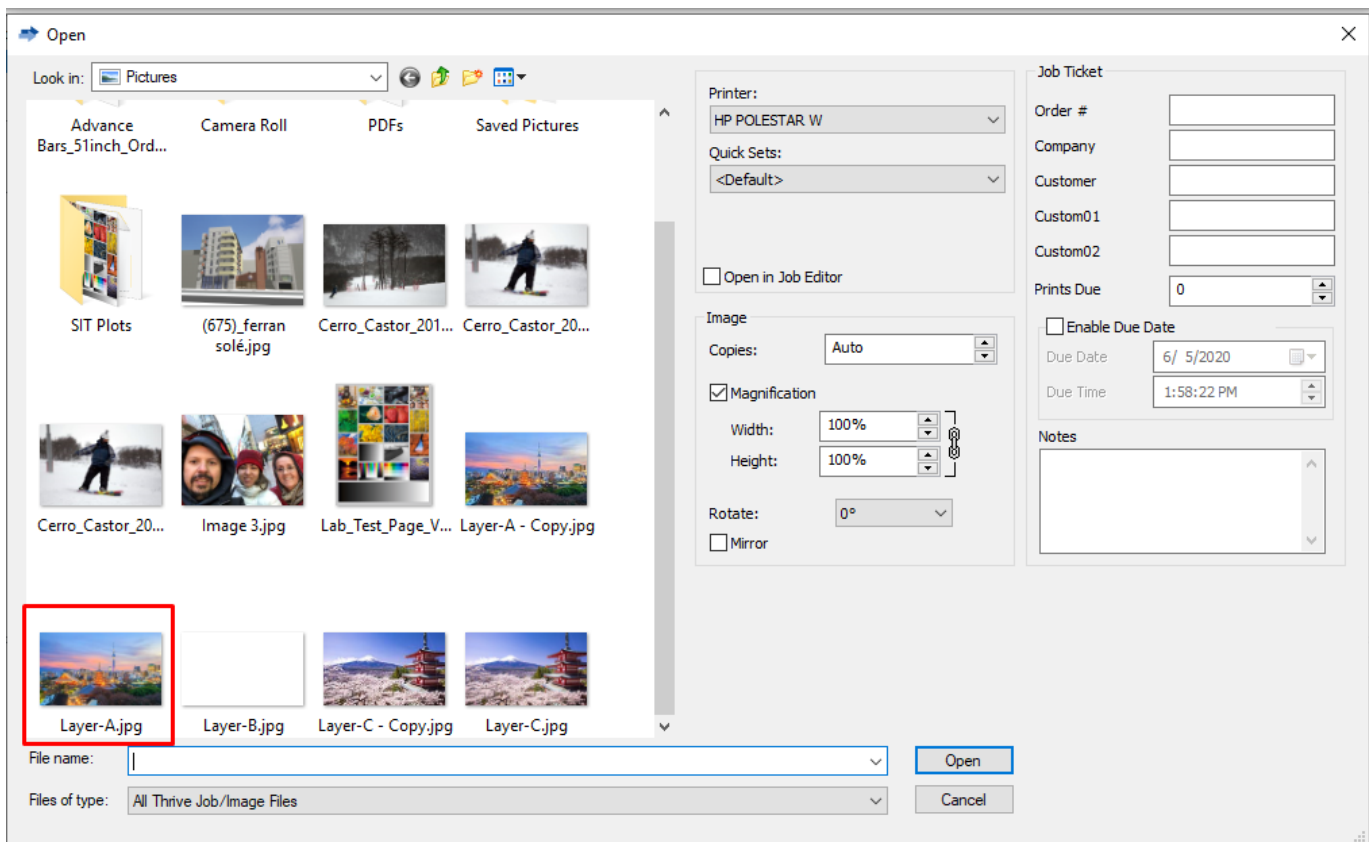 Open
Look in: Pictures
Advance
Bars_51inch_Ord...
Camera Roll
PDFs
Saved Pictures
SIT Plots
(675)_ferran
solé.jpg
Cerro_Castor_201...
Cerro_Castor_20...
Cerro_Castor_20...
Image 3.jpg
Lab_Test_Page_V...
Layer-A - Copy.jpg
Layer-A.jpg
Layer-B.jpg
Layer-C - Copy.jpg
Layer-C.jpg
File name:
Open
Files of type: All Thrive Job/Image Files
Cancel
Printer:
HP POLESTAR W
Quick Sets:
<Default>
Open in Job Editor
Image
Copies: Auto
Magnification
Width: 100%
Height: 100%
Rotate: 0°
Mirror
Job Ticket
Order #
Company
Customer
Custom01
Custom02
Prints Due 0
Enable Due Date
Due Date 6/ 5/2020
Due Time 1:58:22 PM
Notes